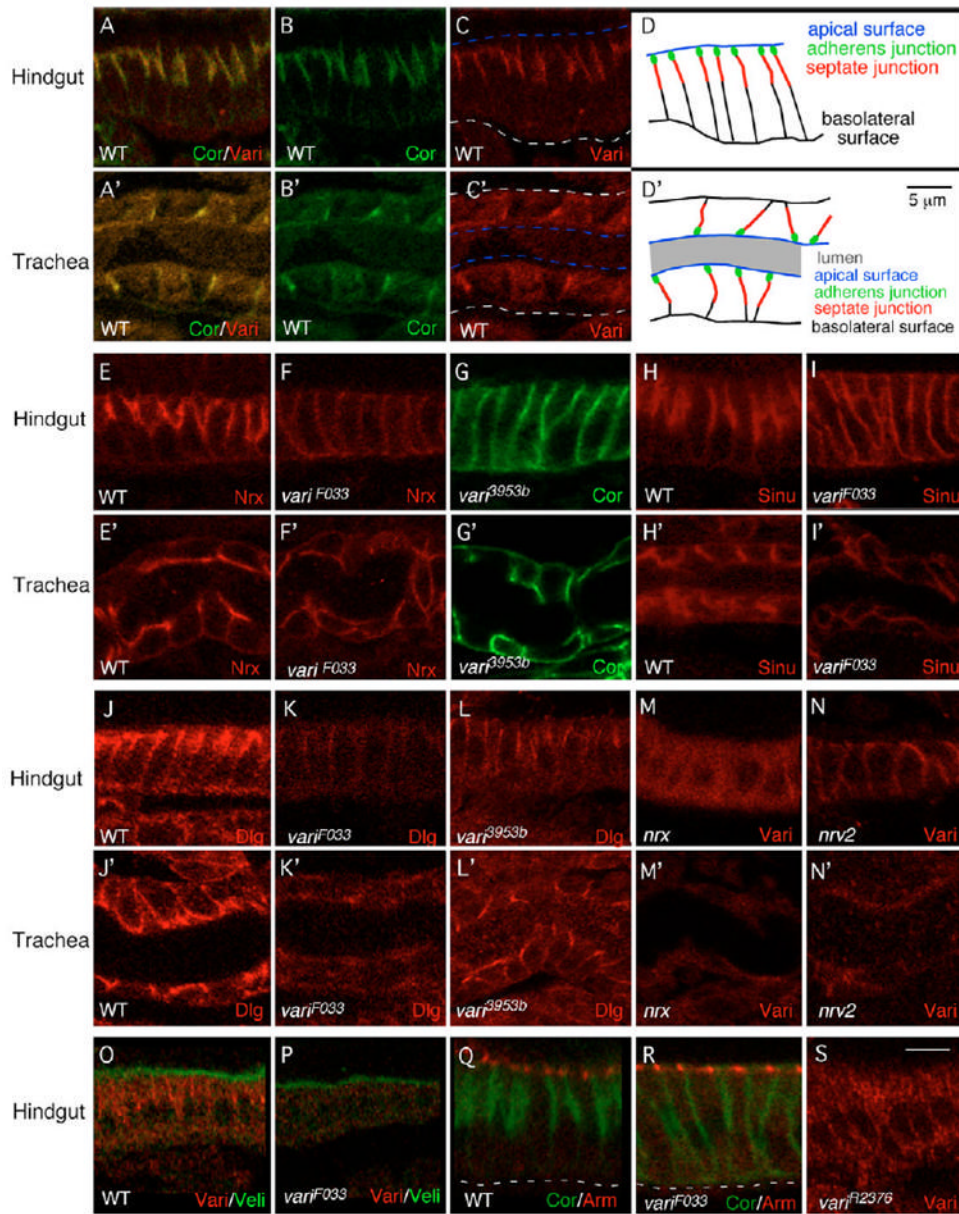 A B C D
apical surface
adherens junction
septate junction
basolateral
surface
Hindgut
WT Cor/Vari WT Cor WT Vari
A' B' C' D'
5 μm
lumen
apical surface
adherens junction
septate junction
basolateral surface
Trachea
WT Cor/Vari WT Cor WT Vari
E F G H I
Hindgut
WT Nrx vari F033 Nrx vari3953b Cor WT Sinu variF033 Sinu
E' F' G' H' I'
Trachea
WT Nrx vari F033 Nrx vari3953b Cor WT Sinu variF033 Sinu
J K L M N
Hindgut
WT Dlg variF033 Dlg vari3953b Dlg nrx Vari nrv2 Vari
J' K' L' M' N'
Trachea
WT Dlg variF033 Dlg vari3953b Dlg nrx Vari nrv2 Vari
O P Q R S
Hindgut
WT Vari/Veli variF033 Vari/Veli WT Cor/Arm variF033 Cor/Arm variR2376 Vari